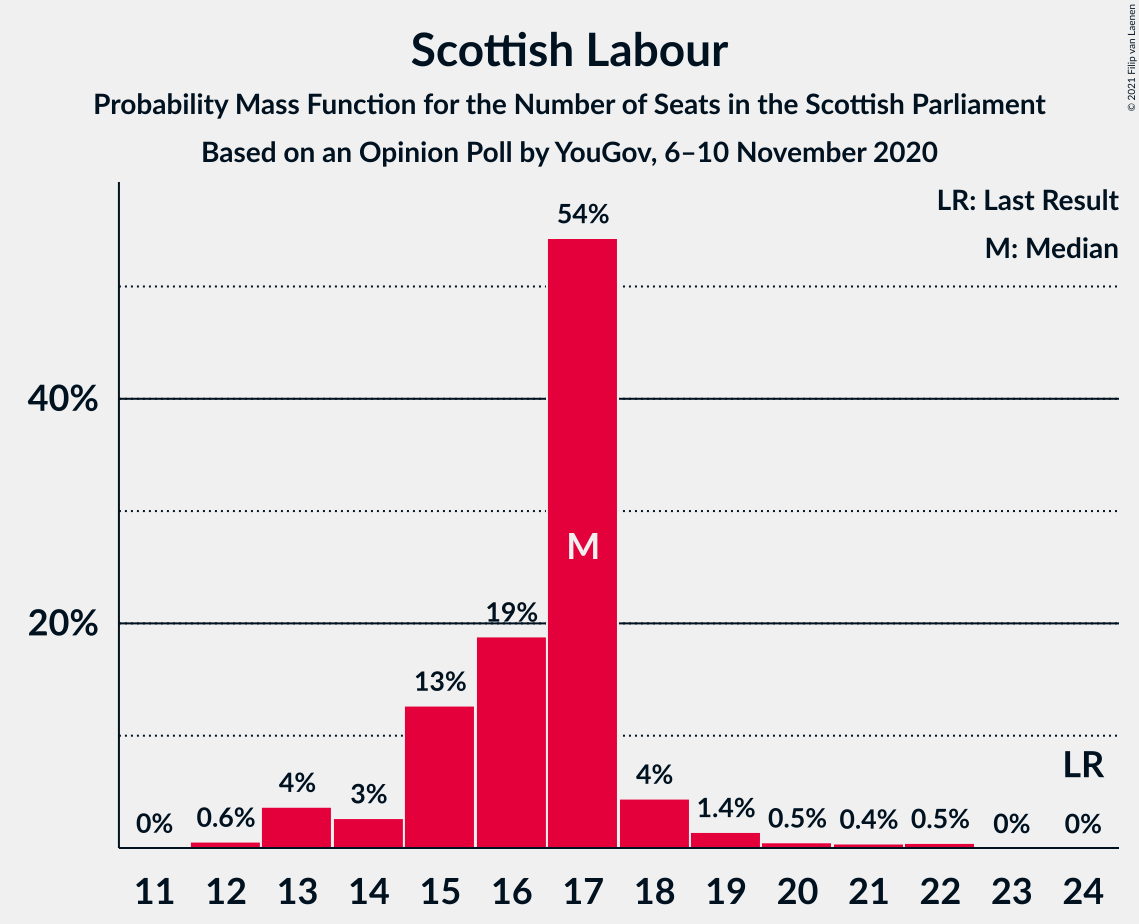 Scottish Labour
Probability Mass Function for the Number of Seats in the Scottish Parliament
Based on an Opinion Poll by YouGov, 6–10 November 2020
© 2021 Filip van Laenen
LR: Last Result
M: Median
54%
40%
M
19%
20%
13%
LR
4%
3%
4%
1.4%
0%
0.6%
0.5%
0.4%
0.5%
0%
0%
11 12 13 14 15 16 17 18 19 20 21 22 23 24